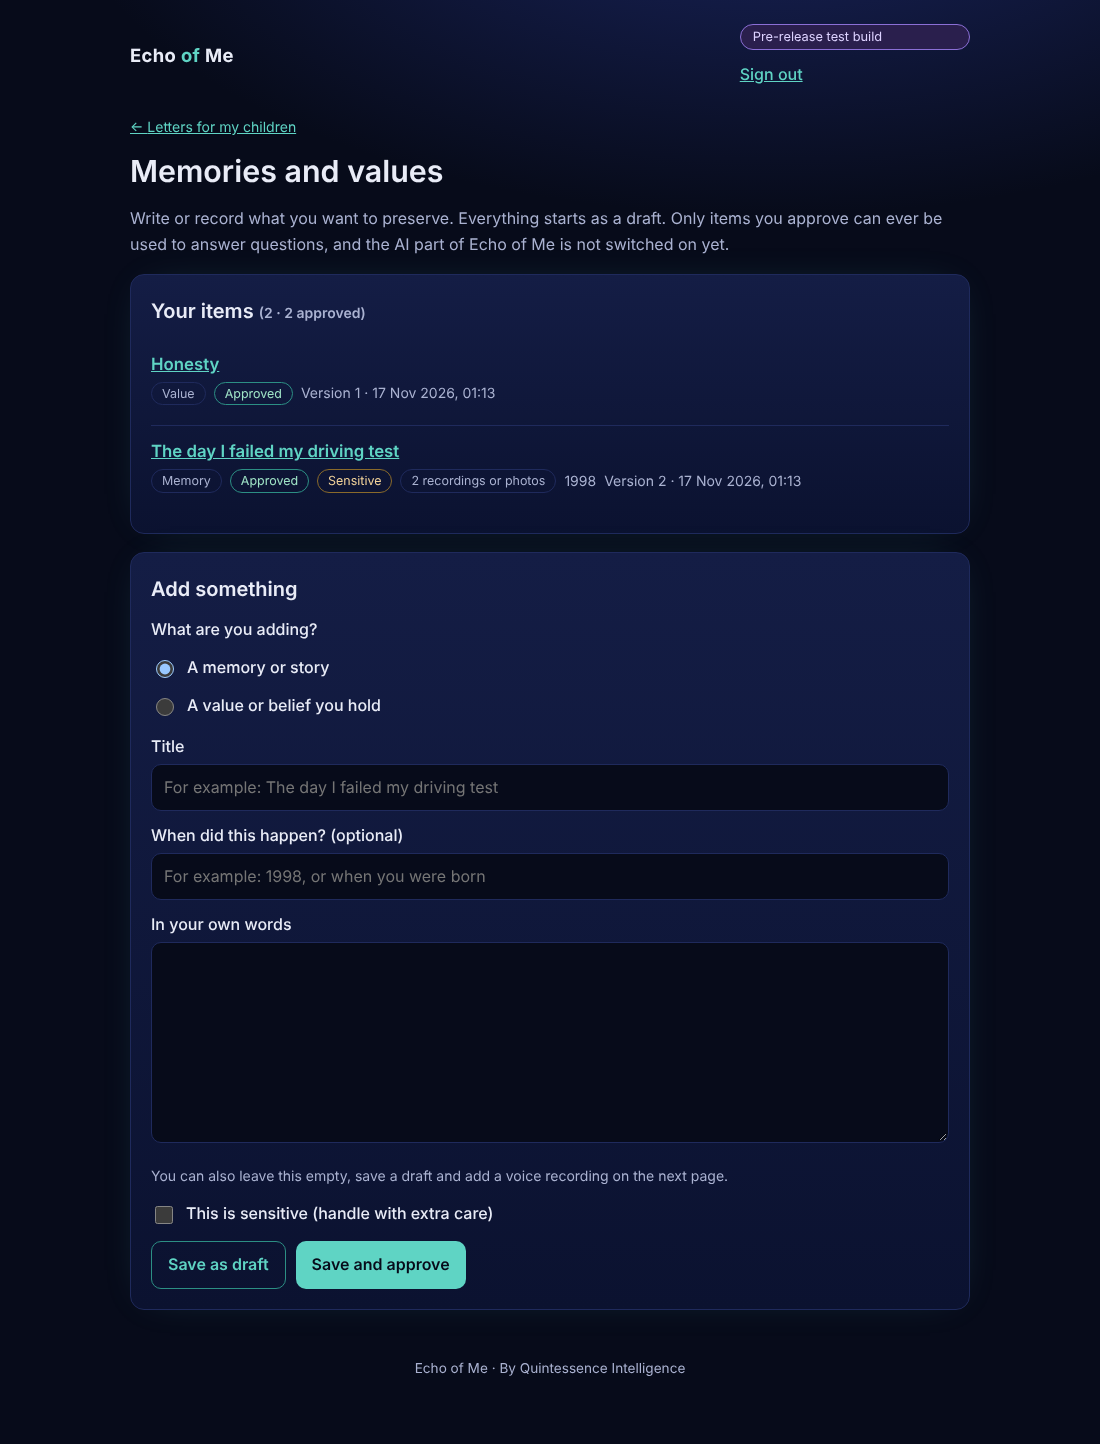 Echo of Me
Pre-release test build
Sign out
← Letters for my children
Memories and values
Write or record what you want to preserve. Everything starts as a draft. Only items you approve can ever be
used to answer questions, and the AI part of Echo of Me is not switched on yet.
Your items (2 · 2 approved)
Honesty
Value Approved Version 1 · 17 Nov 2026, 01:13
The day I failed my driving test
Memory Approved Sensitive 2 recordings or photos 1998 Version 2 · 17 Nov 2026, 01:13
Add something
What are you adding?
A memory or story
A value or belief you hold
Title
For example: The day I failed my driving test
When did this happen? (optional)
For example: 1998, or when you were born
In your own words
You can also leave this empty, save a draft and add a voice recording on the next page.
This is sensitive (handle with extra care)
Save as draft Save and approve
Echo of Me · By Quintessence Intelligence